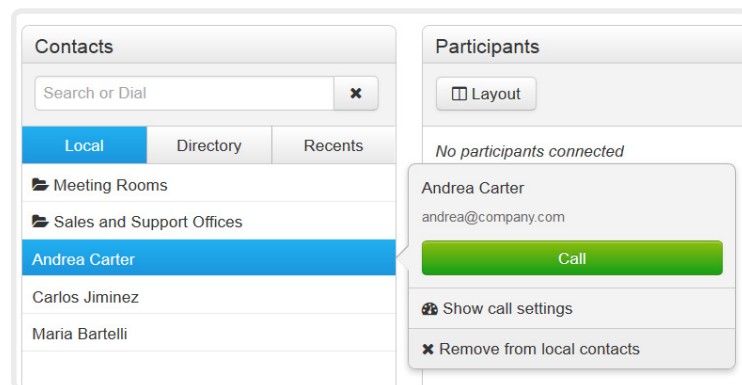 Contacts
Search or Dial
Local Directory Recents
Meeting Rooms
Sales and Support Offices
Andrea Carter
Carlos Jiminez
Maria Bartelli
Participants
Layout
No participants connected
Andrea Carter
andrea@company.com
Call
Show call settings
Remove from local contacts